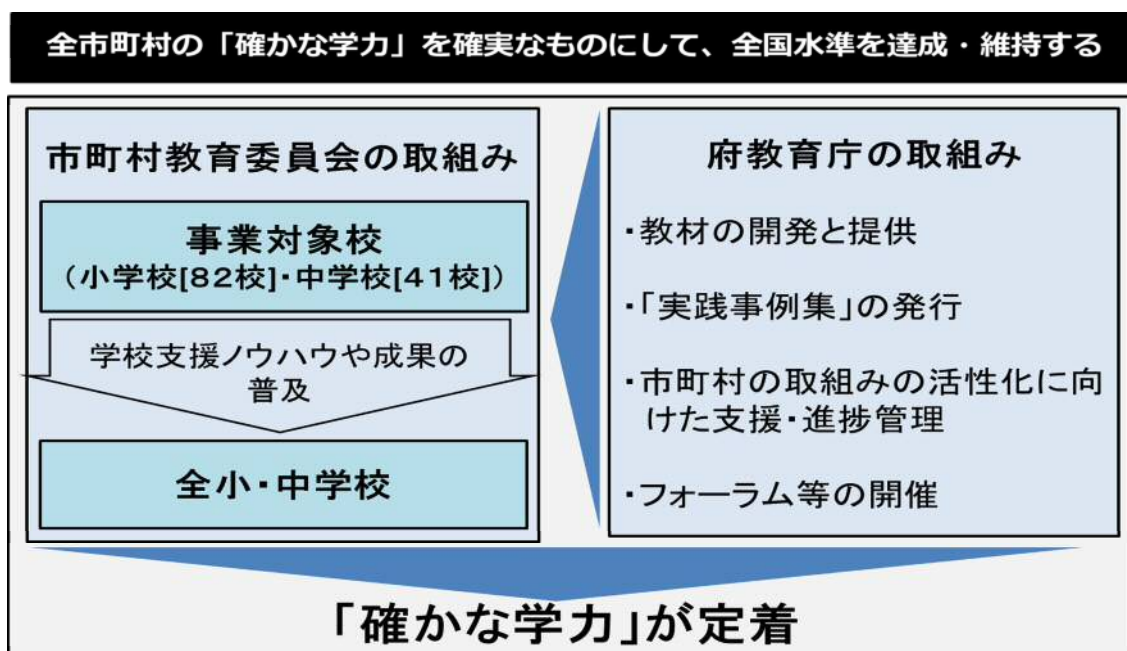 全市町村の「確かな学力」を確実なものにして、全国水準を達成・維持する
市町村教育委員会の取組み
事業対象校
(小学校[82校]・中学校[41校])
学校支援ノウハウや成果の
普及
全小・中学校
府教育庁の取組み
・教材の開発と提供
・「実践事例集」の発行
・市町村の取組みの活性化に向
けた支援・進捗管理
・フォーラム等の開催
「確かな学力」が定着